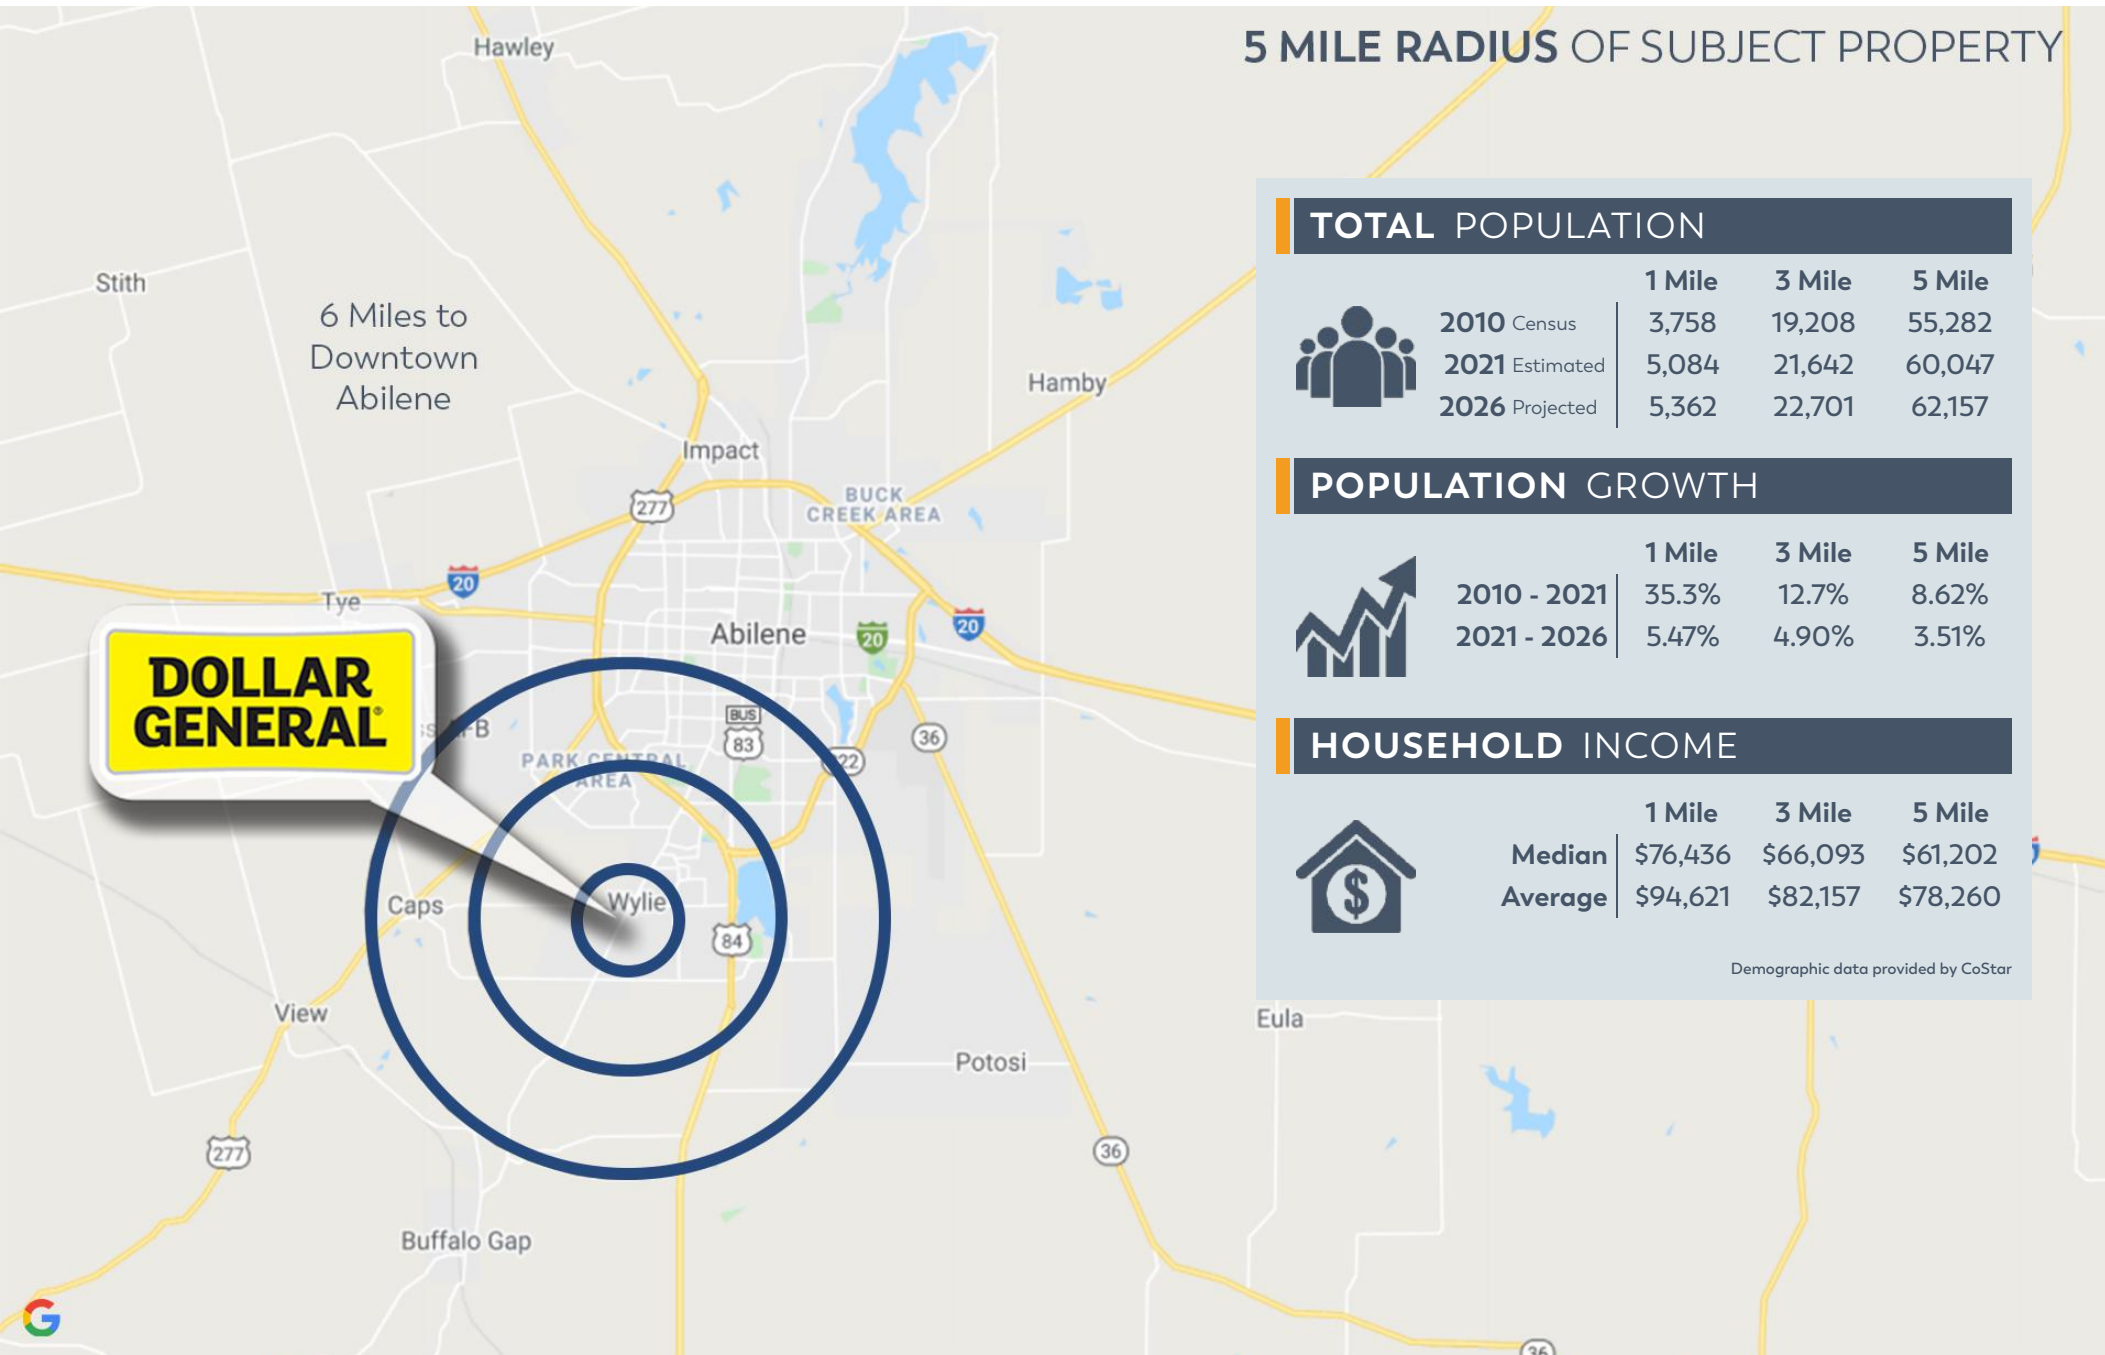 5 MILE RADIUS OF SUBJECT PROPERTY
Hawley
Stith
6 Miles to
Downtown
Abilene
Hamby
Impact
277
BUCK
CREEK AREA
20
Tye
Abilene
20
20
DOLLAR
GENERAL®
BUS
83
36
PARK CENTRAL
AREA
Caps
Wylie
84
View
Eula
Potosi
277
36
Buffalo Gap
36
TOTAL POPULATION
1 Mile 3 Mile 5 Mile
2010 Census 3,758 19,208 55,282
2021 Estimated 5,084 21,642 60,047
2026 Projected 5,362 22,701 62,157
POPULATION GROWTH
1 Mile 3 Mile 5 Mile
2010 - 2021 35.3% 12.7% 8.62%
2021 - 2026 5.47% 4.90% 3.51%
HOUSEHOLD INCOME
1 Mile 3 Mile 5 Mile
$
Median $76,436 $66,093 $61,202
Average $94,621 $82,157 $78,260
Demographic data provided by CoStar
G